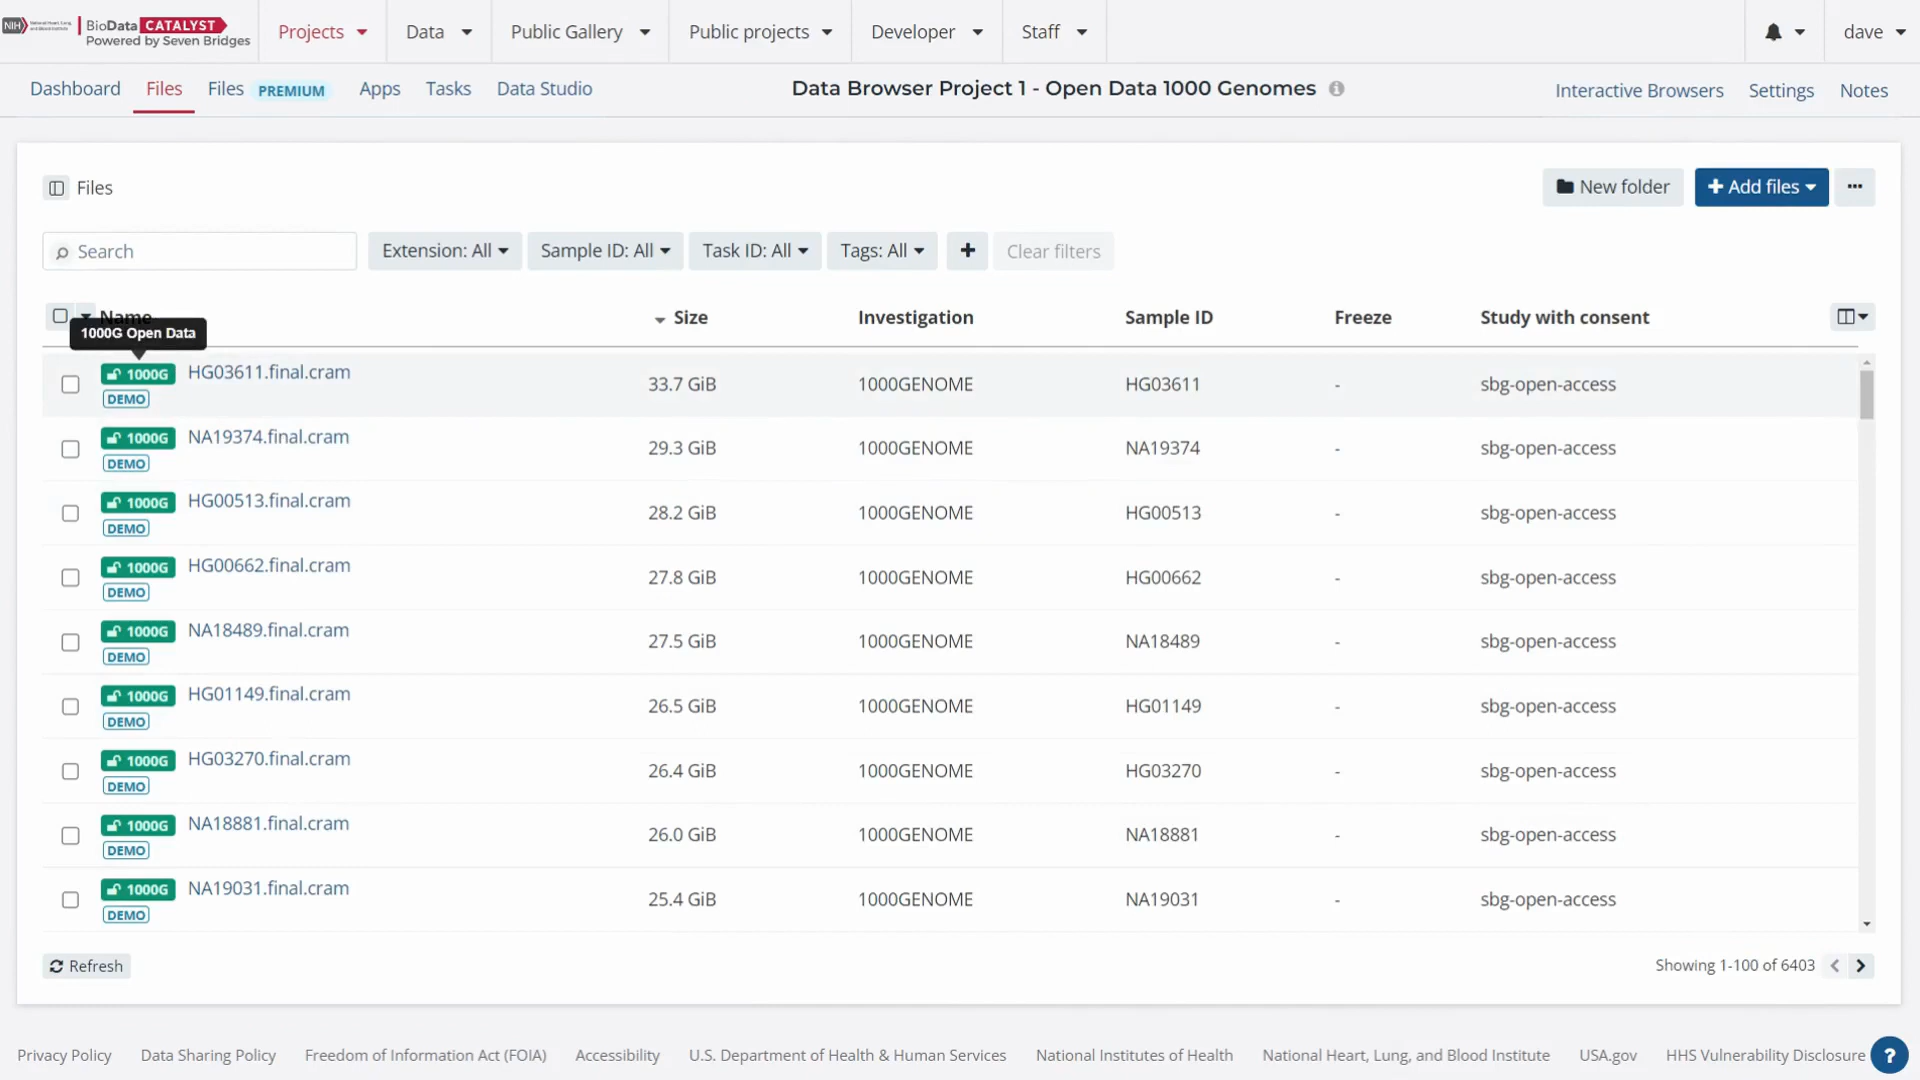 NIH National Heart, Lung, and Blood Institute BioData CATALYST
Powered by Seven Bridges
Projects Data Public Gallery Public projects Developer Staff dave
Dashboard Files Files PREMIUM Apps Tasks Data Studio Data Browser Project 1 - Open Data 1000 Genomes Interactive Browsers Settings Notes
Files New folder + Add files ...
Search Extension: All Sample ID: All Task ID: All Tags: All + Clear filters
Name Size Investigation Sample ID Freeze Study with consent
1000G Open Data
1000G HG03611.final.cram 33.7 GiB 1000GENOME HG03611 - sbg-open-access
DEMO
1000G NA19374.final.cram 29.3 GiB 1000GENOME NA19374 - sbg-open-access
DEMO
1000G HG00513.final.cram 28.2 GiB 1000GENOME HG00513 - sbg-open-access
DEMO
1000G HG00662.final.cram 27.8 GiB 1000GENOME HG00662 - sbg-open-access
DEMO
1000G NA18489.final.cram 27.5 GiB 1000GENOME NA18489 - sbg-open-access
DEMO
1000G HG01149.final.cram 26.5 GiB 1000GENOME HG01149 - sbg-open-access
DEMO
1000G HG03270.final.cram 26.4 GiB 1000GENOME HG03270 - sbg-open-access
DEMO
1000G NA18881.final.cram 26.0 GiB 1000GENOME NA18881 - sbg-open-access
DEMO
1000G NA19031.final.cram 25.4 GiB 1000GENOME NA19031 - sbg-open-access
DEMO
Refresh Showing 1-100 of 6403
Privacy Policy Data Sharing Policy Freedom of Information Act (FOIA) Accessibility U.S. Department of Health & Human Services National Institutes of Health National Heart, Lung, and Blood Institute USA.gov HHS Vulnerability Disclosure ?